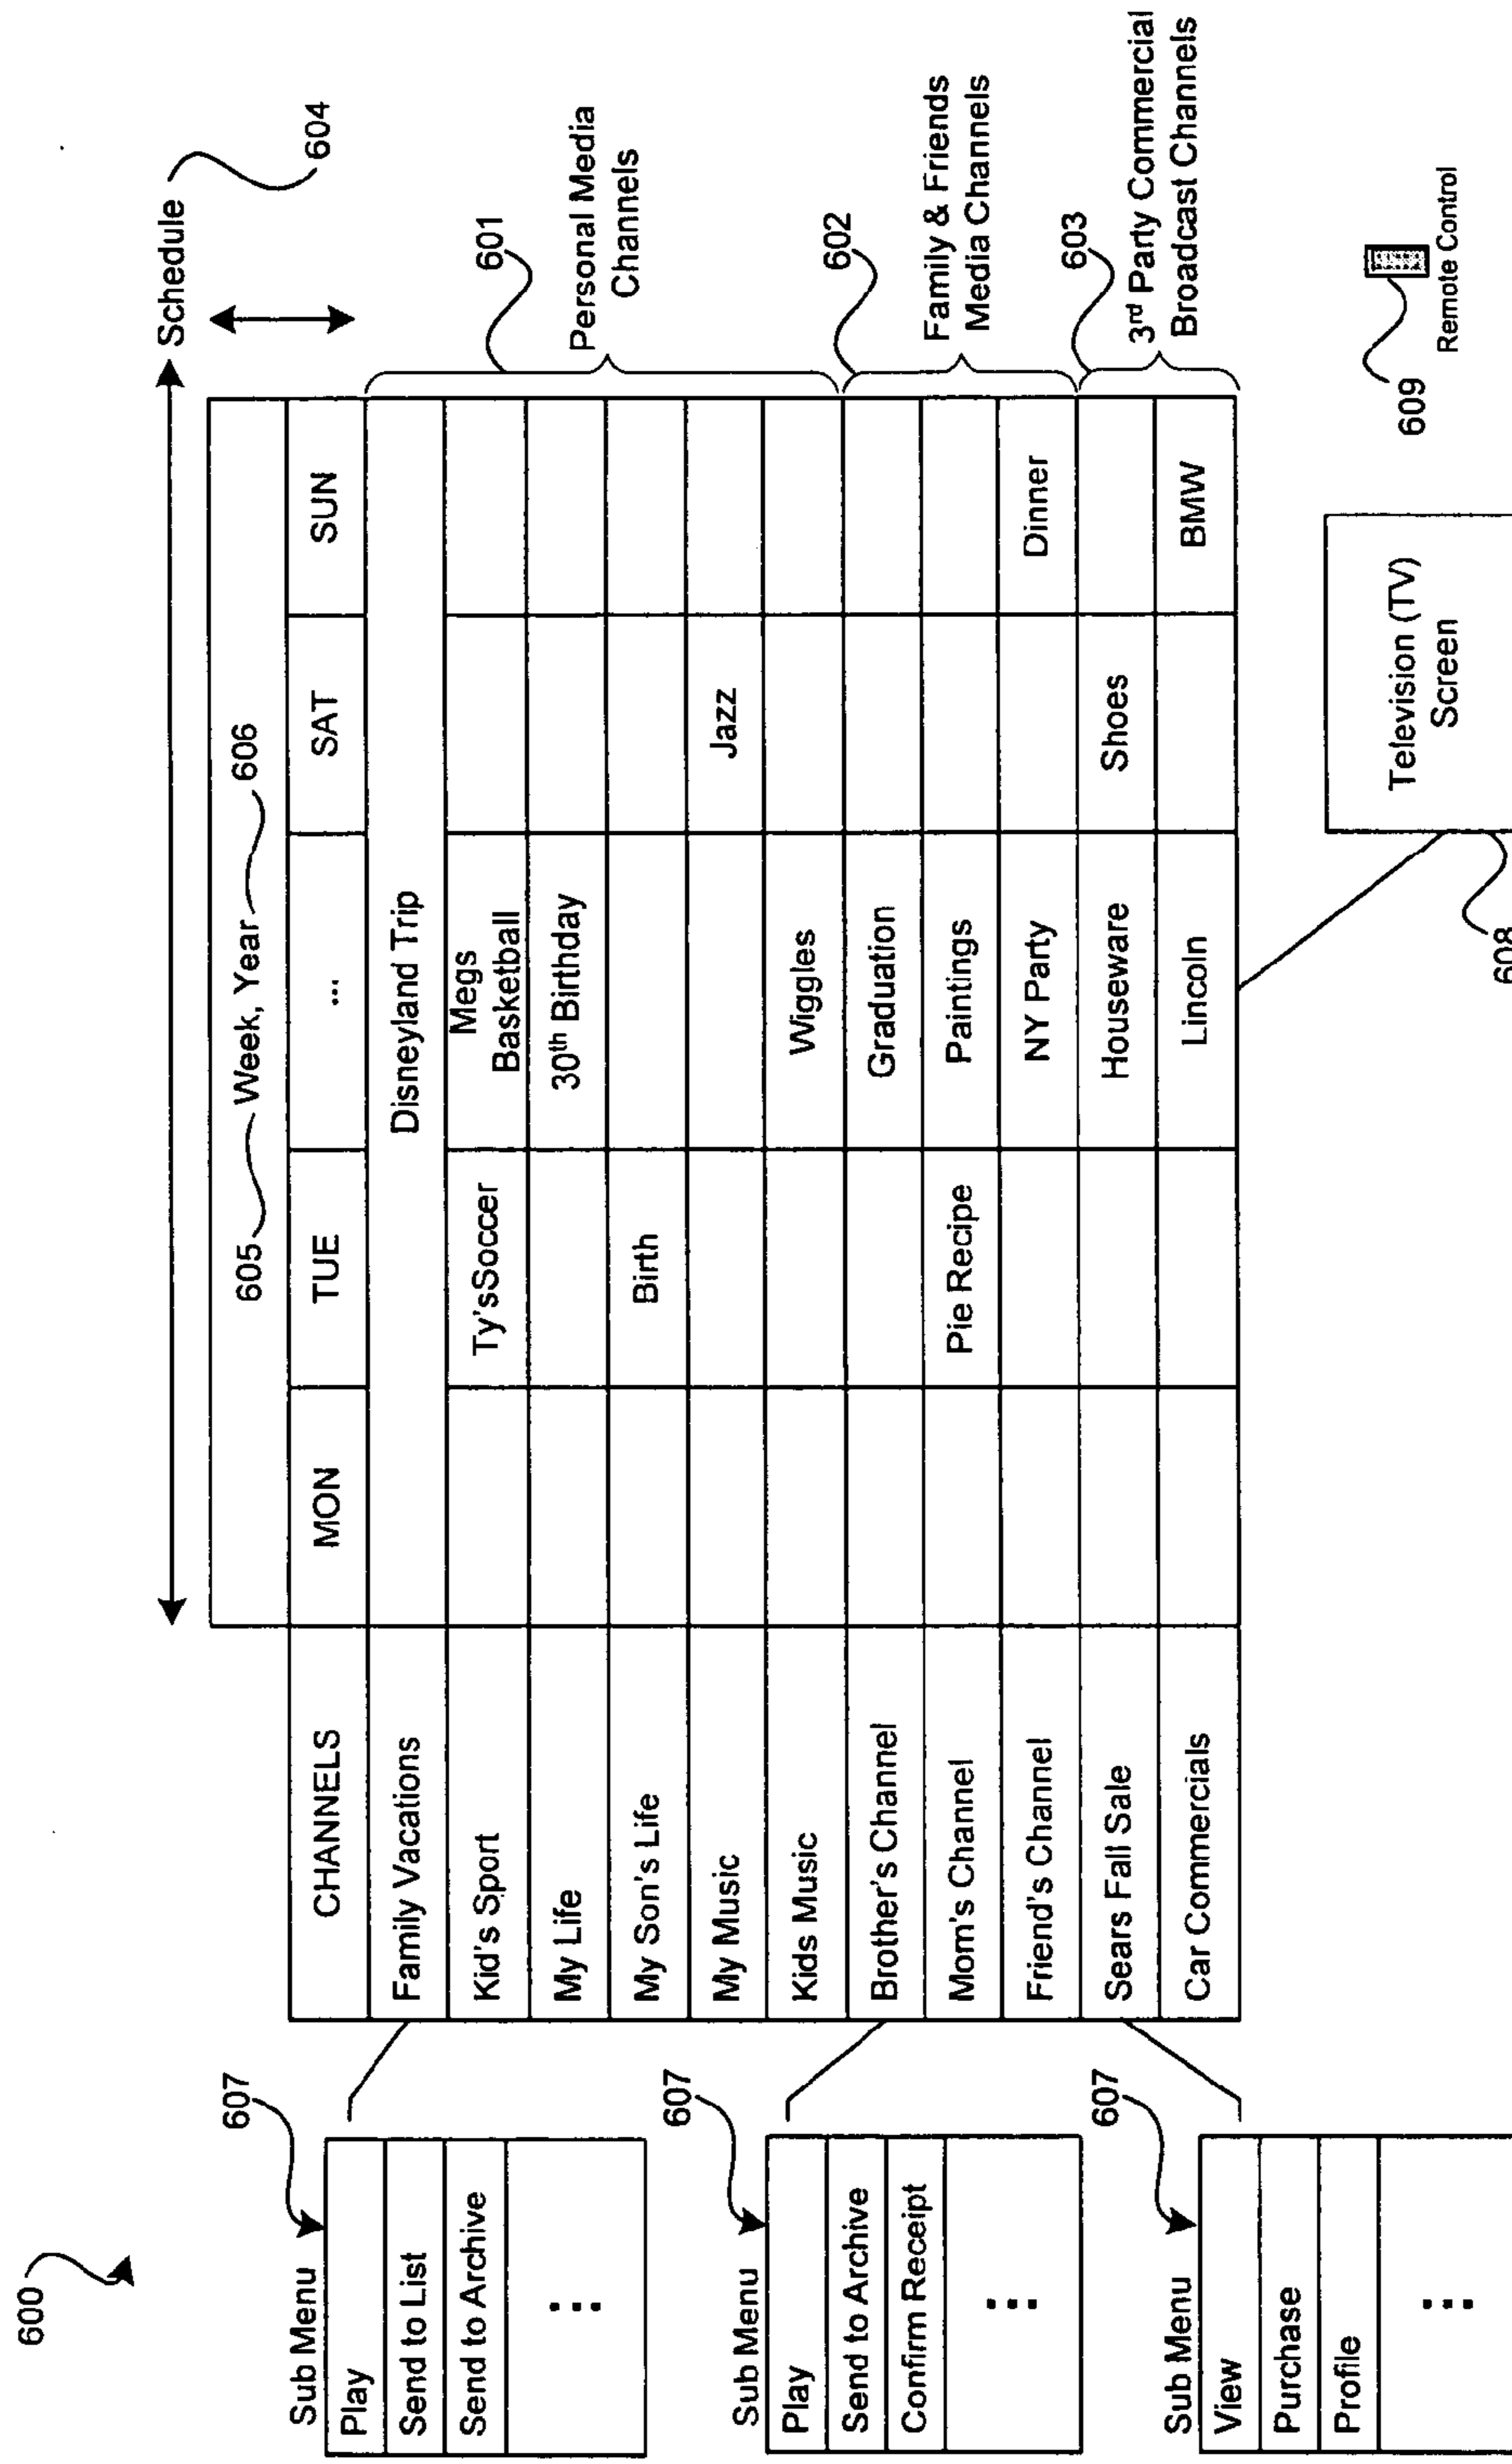 600
Schedule
604
605
Week, Year
606
CHANNELS MON TUE ... SAT SUN
Family Vacations Disneyland Trip
Kid's Sport Ty'sSoccer Megs
Basketball
My Life 30th Birthday
My Son's Life Birth
My Music Jazz
Kids Music Wiggles
Brother's Channel Graduation
Mom's Channel Pie Recipe Paintings
Friend's Channel NY Party Dinner
Sears Fall Sale Houseware Shoes
Car Commercials Lincoln BMW
601
Personal Media
Channels
602
Family & Friends
Media Channels
603
3rd Party Commercial
Broadcast Channels
607
Sub Menu
Play
Send to List
Send to Archive
⋮
607
Sub Menu
Play
Send to Archive
Confirm Receipt
⋮
607
Sub Menu
View
Purchase
Profile
⋮
Television (TV)
Screen
608
609
Remote Control